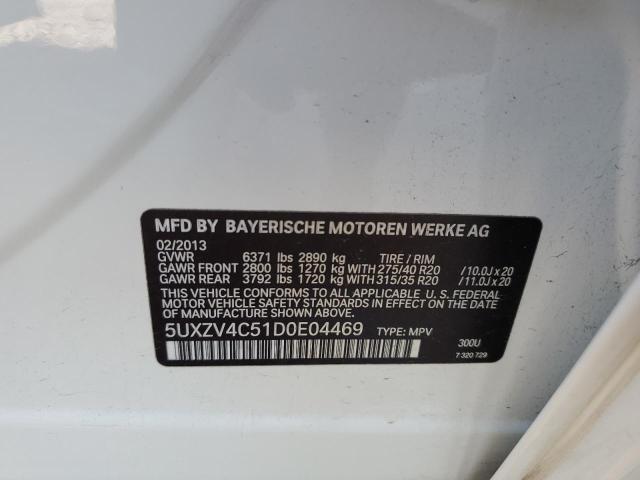 MFD BY BAYERISCHE MOTOREN WERKE AG
02/2013
GVWR 6371 lbs 2890 kg TIRE / RIM
GAWR FRONT 2800 lbs 1270 kg WITH 275/40 R20 /10.0J x 20
GAWR REAR 3792 lbs 1720 kg WITH 315/35 R20 /11.0J x 20
THIS VEHICLE CONFORMS TO ALL APPLICABLE U. S. FEDERAL
MOTOR VEHICLE SAFETY STANDARDS IN EFFECT ON THE DATE
OF MANUFACTURE SHOWN ABOVE.
5UXZV4C51D0E04469 TYPE: MPV
300U
7 320 729